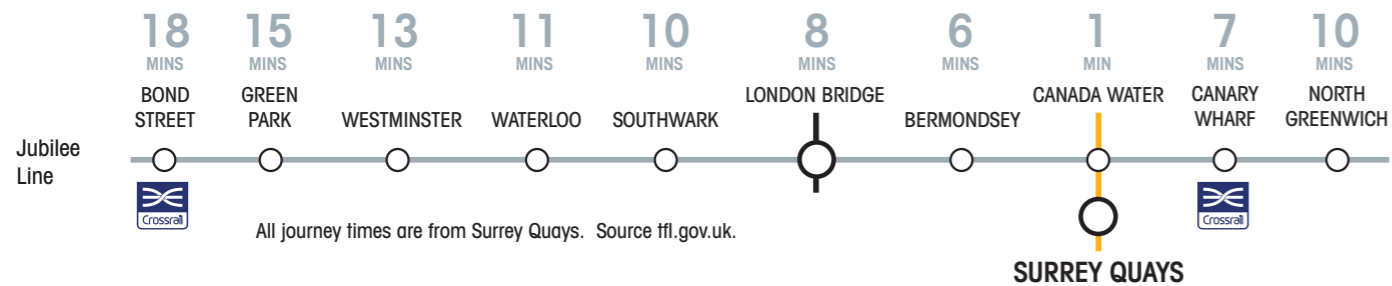 18 15 13 11 10 8 6 1 7 10
MINS MINS MINS MINS MINS MINS MINS MIN MINS MINS
BOND GREEN LONDON BRIDGE CANADA WATER CANARY NORTH
STREET PARK WESTMINSTER WATERLOO SOUTHWARK BERMONDSEY WHARF GREENWICH
Jubilee
Line
Crossrail Crossrail
All journey times are from Surrey Quays. Source tfl.gov.uk.
SURREY QUAYS